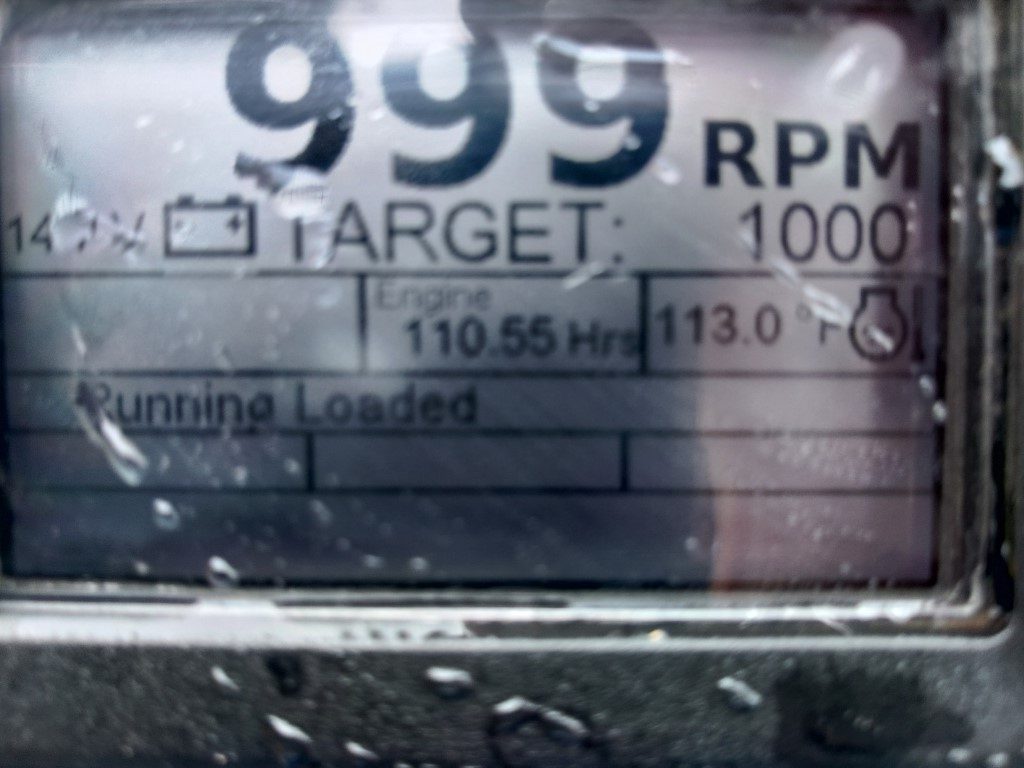 999 RPM
TARGET: 1000
Engine
110.55 Hrs 113.0 °F
Running Loaded